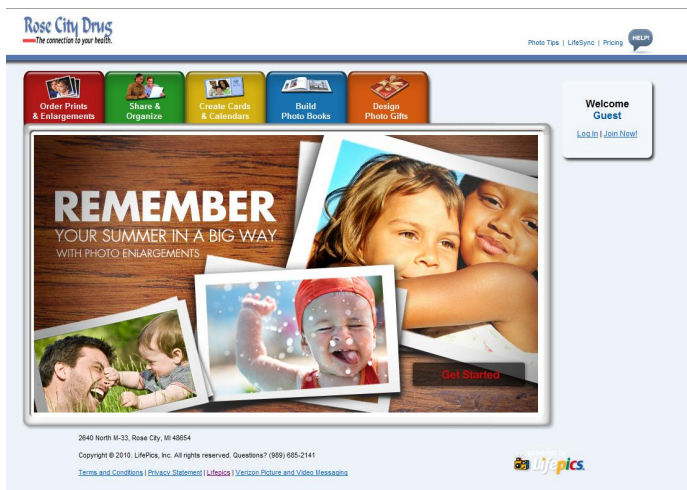 Rose City Drug
The connection to your health.
Photo Tips | LifeSync | Pricing
HELP!
Order Prints
& Enlargements
Share &
Organize
Create Cards
& Calendars
Build
Photo Books
Design
Photo Gifts
Welcome
Guest
Log In | Join Now!
REMEMBER
YOUR SUMMER IN A BIG WAY
WITH PHOTO ENLARGEMENTS
Get Started
2640 North M-33, Rose City, MI 48654
Copyright © 2010. LifePics, Inc. All rights reserved. Questions? (989) 685-2141
Terms and Conditions | Privacy Statement | Lifepics | Verizon Picture and Video Messaging
Lifepics.